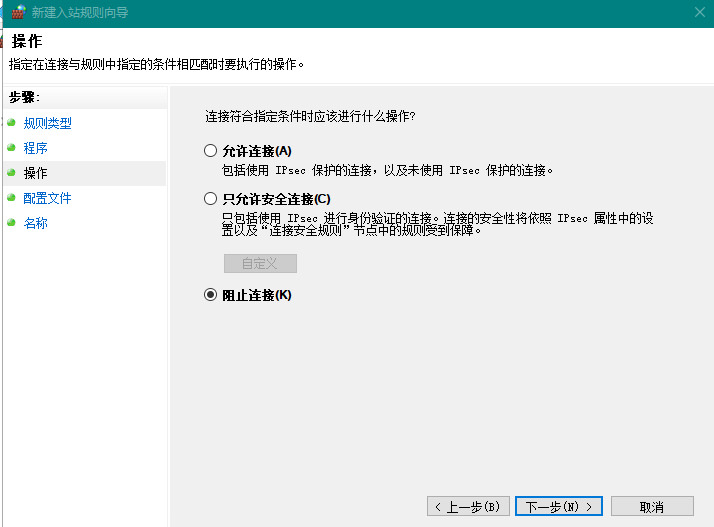 新建入站规则向导
操作
指定在连接与规则中指定的条件相匹配时要执行的操作。
步骤:
规则类型
程序
操作
配置文件
名称
连接符合指定条件时应该进行什么操作?
允许连接(A)
包括使用 IPsec 保护的连接，以及未使用 IPsec 保护的连接。
只允许安全连接(C)
只包括使用 IPsec 进行身份验证的连接。连接的安全性将依照 IPsec 属性中的设
置以及“连接安全规则”节点中的规则受到保障。
自定义
阻止连接(K)
< 上一步(B) 下一步(N) > 取消